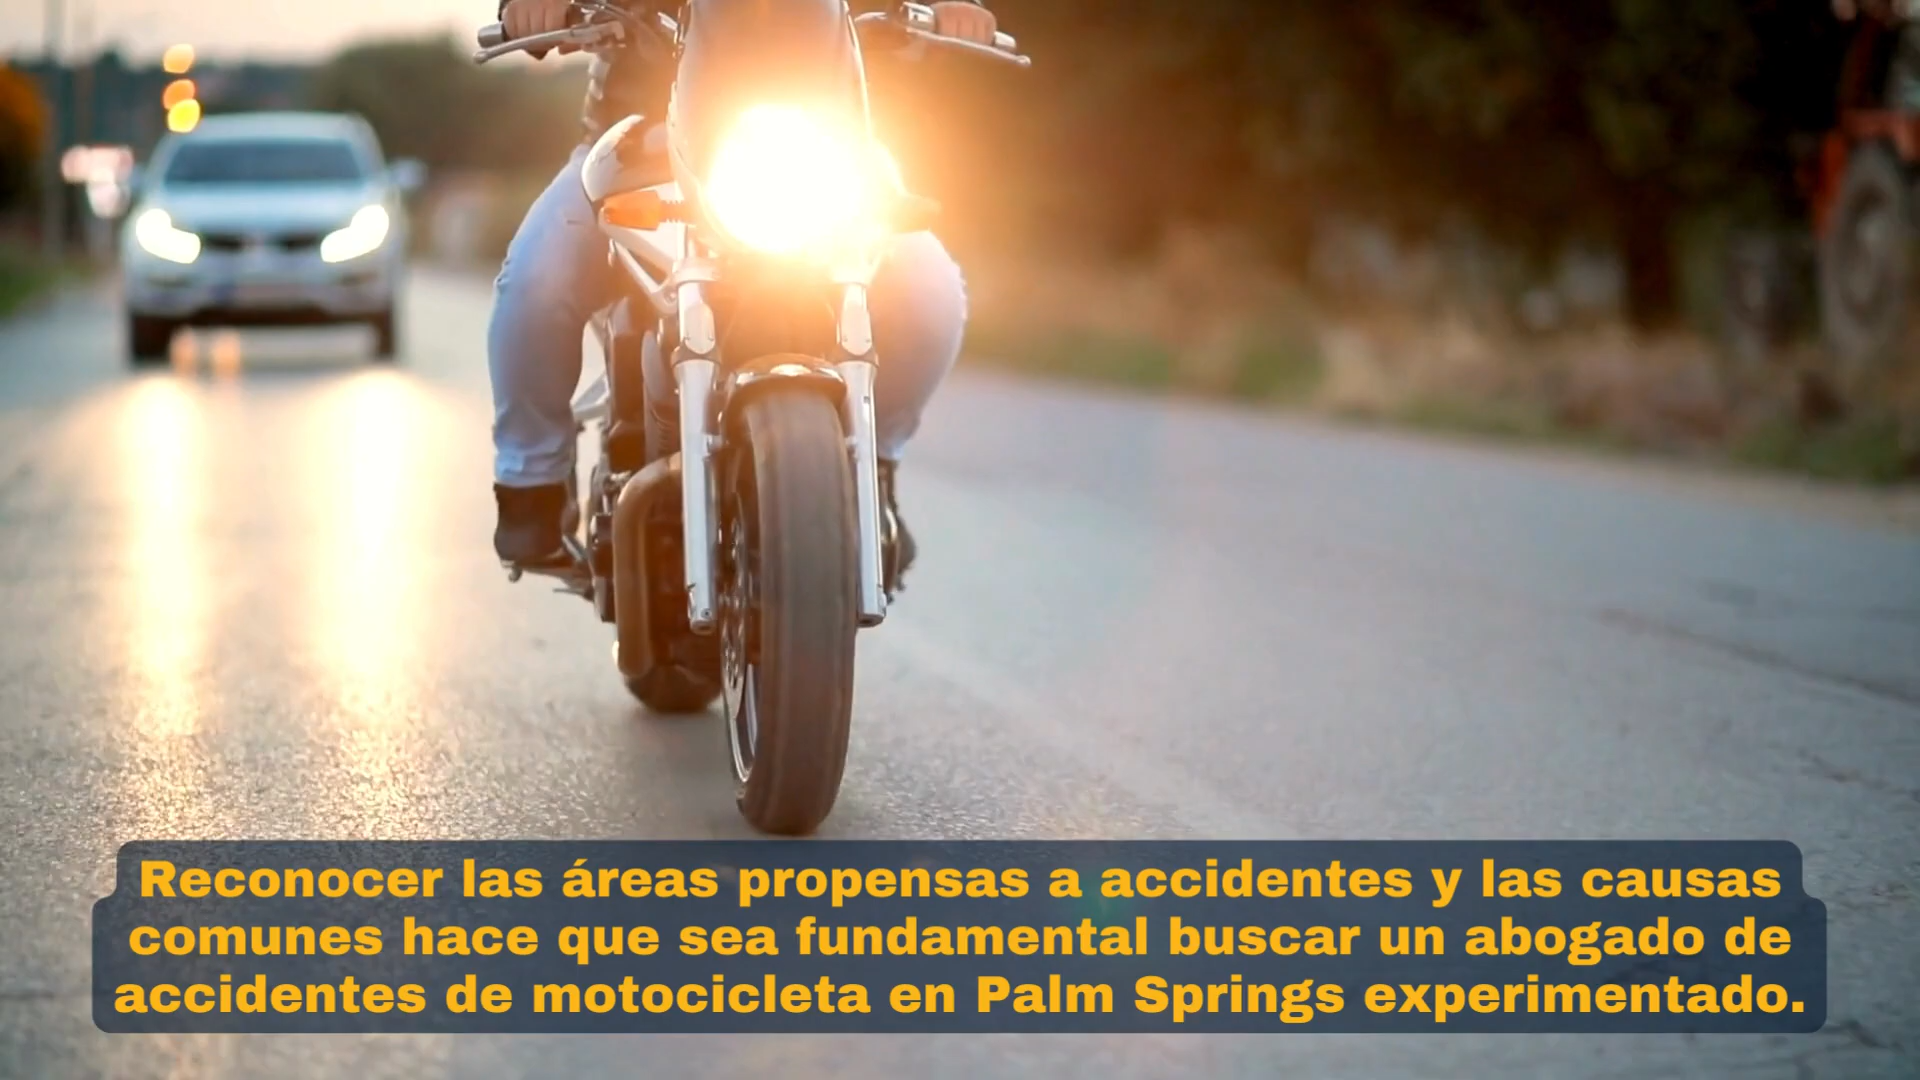 Reconocer las áreas propensas a accidentes y las causas
comunes hace que sea fundamental buscar un abogado de
accidentes de motocicleta en Palm Springs experimentado.